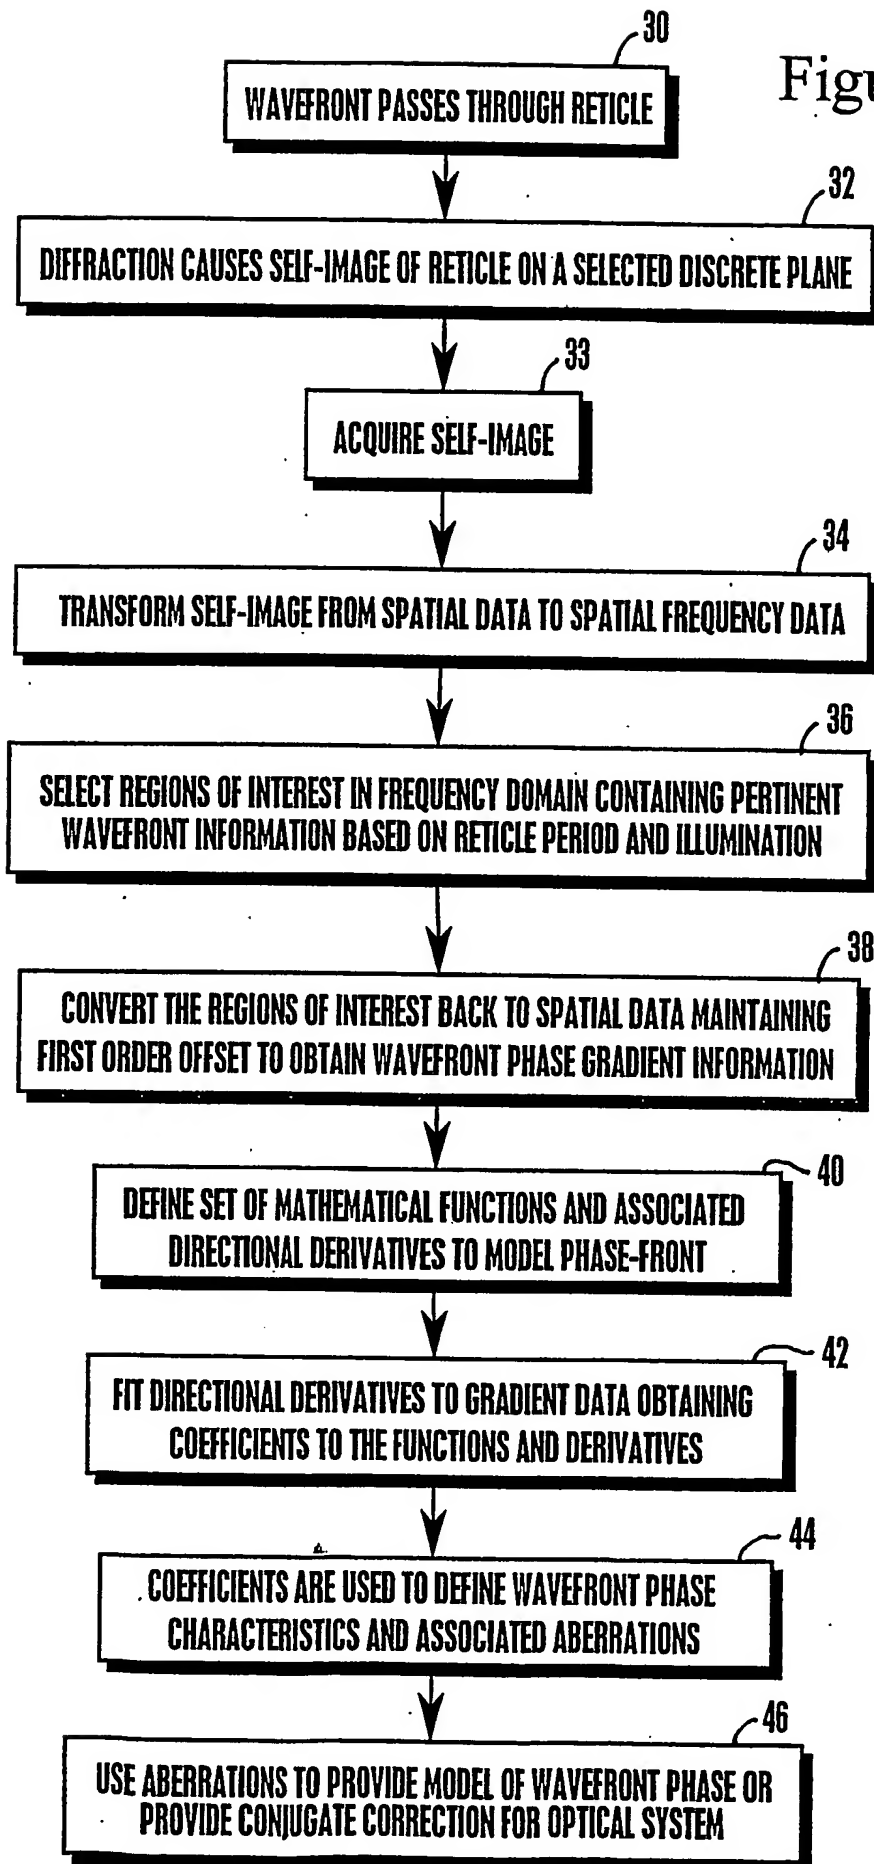 30
Figu
WAVEFRONT PASSES THROUGH RETICLE
32
DIFFRACTION CAUSES SELF-IMAGE OF RETICLE ON A SELECTED DISCRETE PLANE
33
ACQUIRE SELF-IMAGE
34
TRANSFORM SELF-IMAGE FROM SPATIAL DATA TO SPATIAL FREQUENCY DATA
36
SELECT REGIONS OF INTEREST IN FREQUENCY DOMAIN CONTAINING PERTINENT
WAVEFRONT INFORMATION BASED ON RETICLE PERIOD AND ILLUMINATION
38
CONVERT THE REGIONS OF INTEREST BACK TO SPATIAL DATA MAINTAINING
FIRST ORDER OFFSET TO OBTAIN WAVEFRONT PHASE GRADIENT INFORMATION
40
DEFINE SET OF MATHEMATICAL FUNCTIONS AND ASSOCIATED
DIRECTIONAL DERIVATIVES TO MODEL PHASE-FRONT
42
FIT DIRECTIONAL DERIVATIVES TO GRADIENT DATA OBTAINING
COEFFICIENTS TO THE FUNCTIONS AND DERIVATIVES
44
COEFFICIENTS ARE USED TO DEFINE WAVEFRONT PHASE
CHARACTERISTICS AND ASSOCIATED ABERRATIONS
46
USE ABERRATIONS TO PROVIDE MODEL OF WAVEFRONT PHASE OR
PROVIDE CONJUGATE CORRECTION FOR OPTICAL SYSTEM